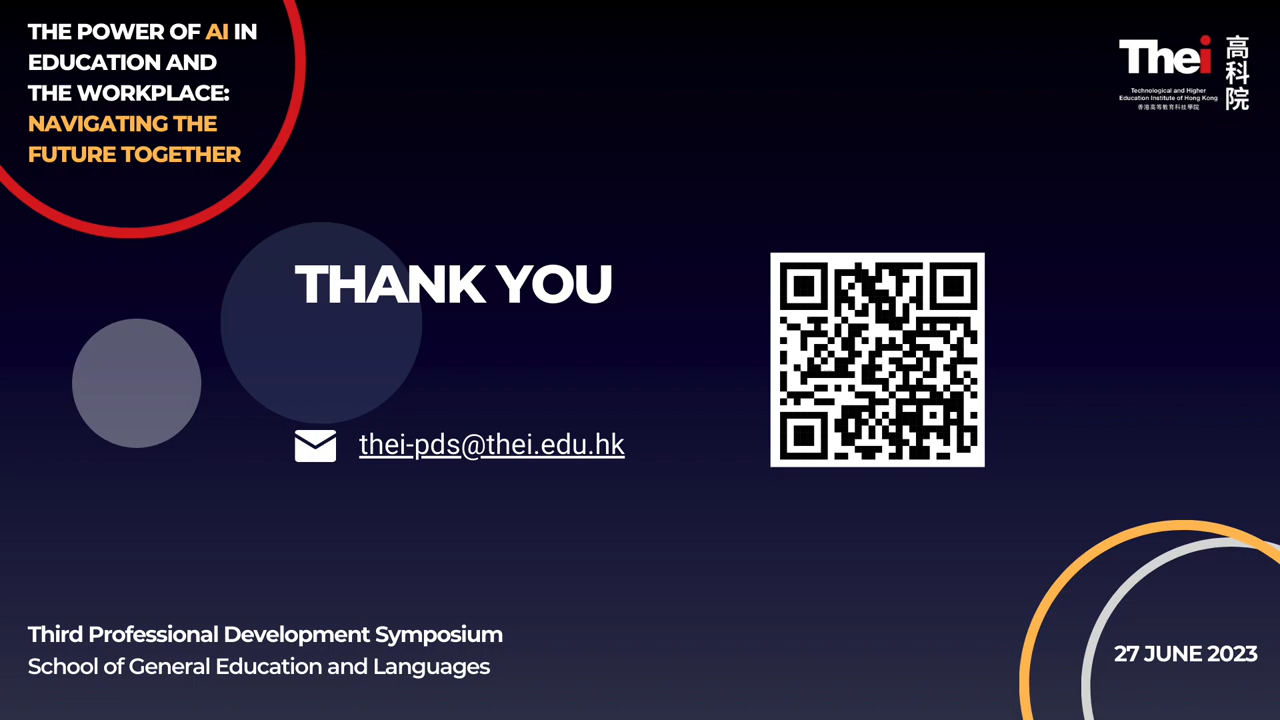 THE POWER OF AI IN
EDUCATION AND
THE WORKPLACE:
NAVIGATING THE
FUTURE TOGETHER
Thei
高科院
Technological and Higher
Education Institute of Hong Kong
香港高等教育科技學院
THANK YOU
thei-pds@thei.edu.hk
Third Professional Development Symposium
School of General Education and Languages
27 JUNE 2023